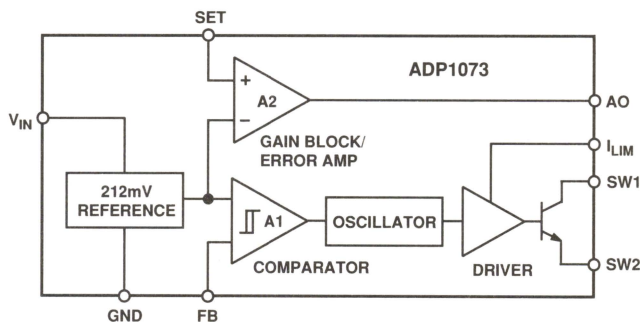 SET
ADP1073
+
A2
−
AO
V_IN
GAIN BLOCK/
ERROR AMP
I_LIM
212mV
REFERENCE
SW1
A1
OSCILLATOR
COMPARATOR
DRIVER
SW2
GND
FB